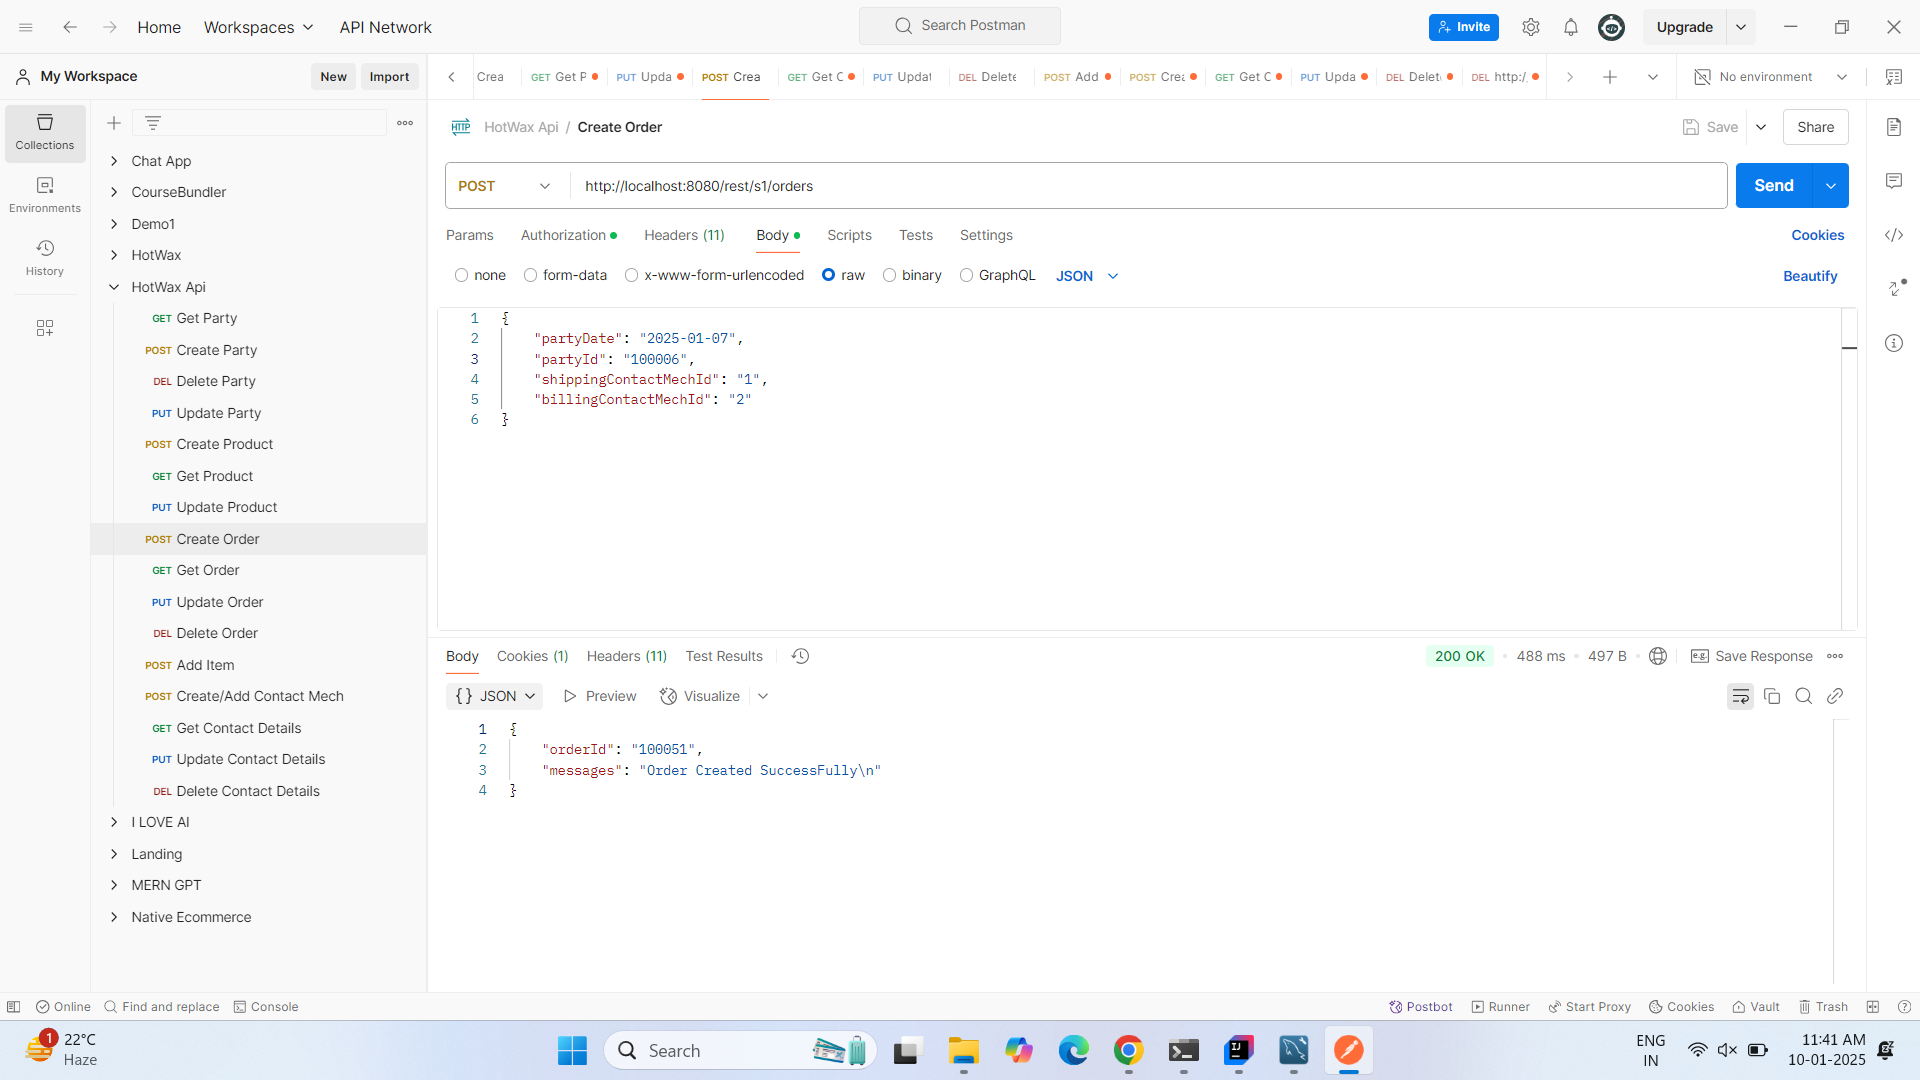 Home Workspaces API Network Search Postman Invite Upgrade
My Workspace New Import
Crea GET Get P PUT Upda POST Crea GET Get C PUT Updat DEL Delete POST Add POST Crea GET Get C PUT Upda DEL Delet DEL http:/ No environment
Collections
Environments
History
Chat App
CourseBundler
Demo1
HotWax
HotWax Api
GET Get Party
POST Create Party
DEL Delete Party
PUT Update Party
POST Create Product
GET Get Product
PUT Update Product
POST Create Order
GET Get Order
PUT Update Order
DEL Delete Order
POST Add Item
POST Create/Add Contact Mech
GET Get Contact Details
PUT Update Contact Details
DEL Delete Contact Details
I LOVE AI
Landing
MERN GPT
Native Ecommerce
HTTP HotWax Api / Create Order Save Share
POST http://localhost:8080/rest/s1/orders Send
Params Authorization Headers (11) Body Scripts Tests Settings Cookies
none form-data x-www-form-urlencoded raw binary GraphQL JSON Beautify
1 {
2 "partyDate": "2025-01-07",
3 "partyId": "100006",
4 "shippingContactMechId": "1",
5 "billingContactMechId": "2"
6 }
Body Cookies (1) Headers (11) Test Results 200 OK 488 ms 497 B e.g. Save Response
{} JSON Preview Visualize
1 {
2 "orderId": "100051",
3 "messages": "Order Created SuccessFully\n"
4 }
Online Find and replace Console Postbot Runner Start Proxy Cookies Vault Trash
1 22°C
Haze
Search
IJ
ENG
IN
11:41 AM
10-01-2025